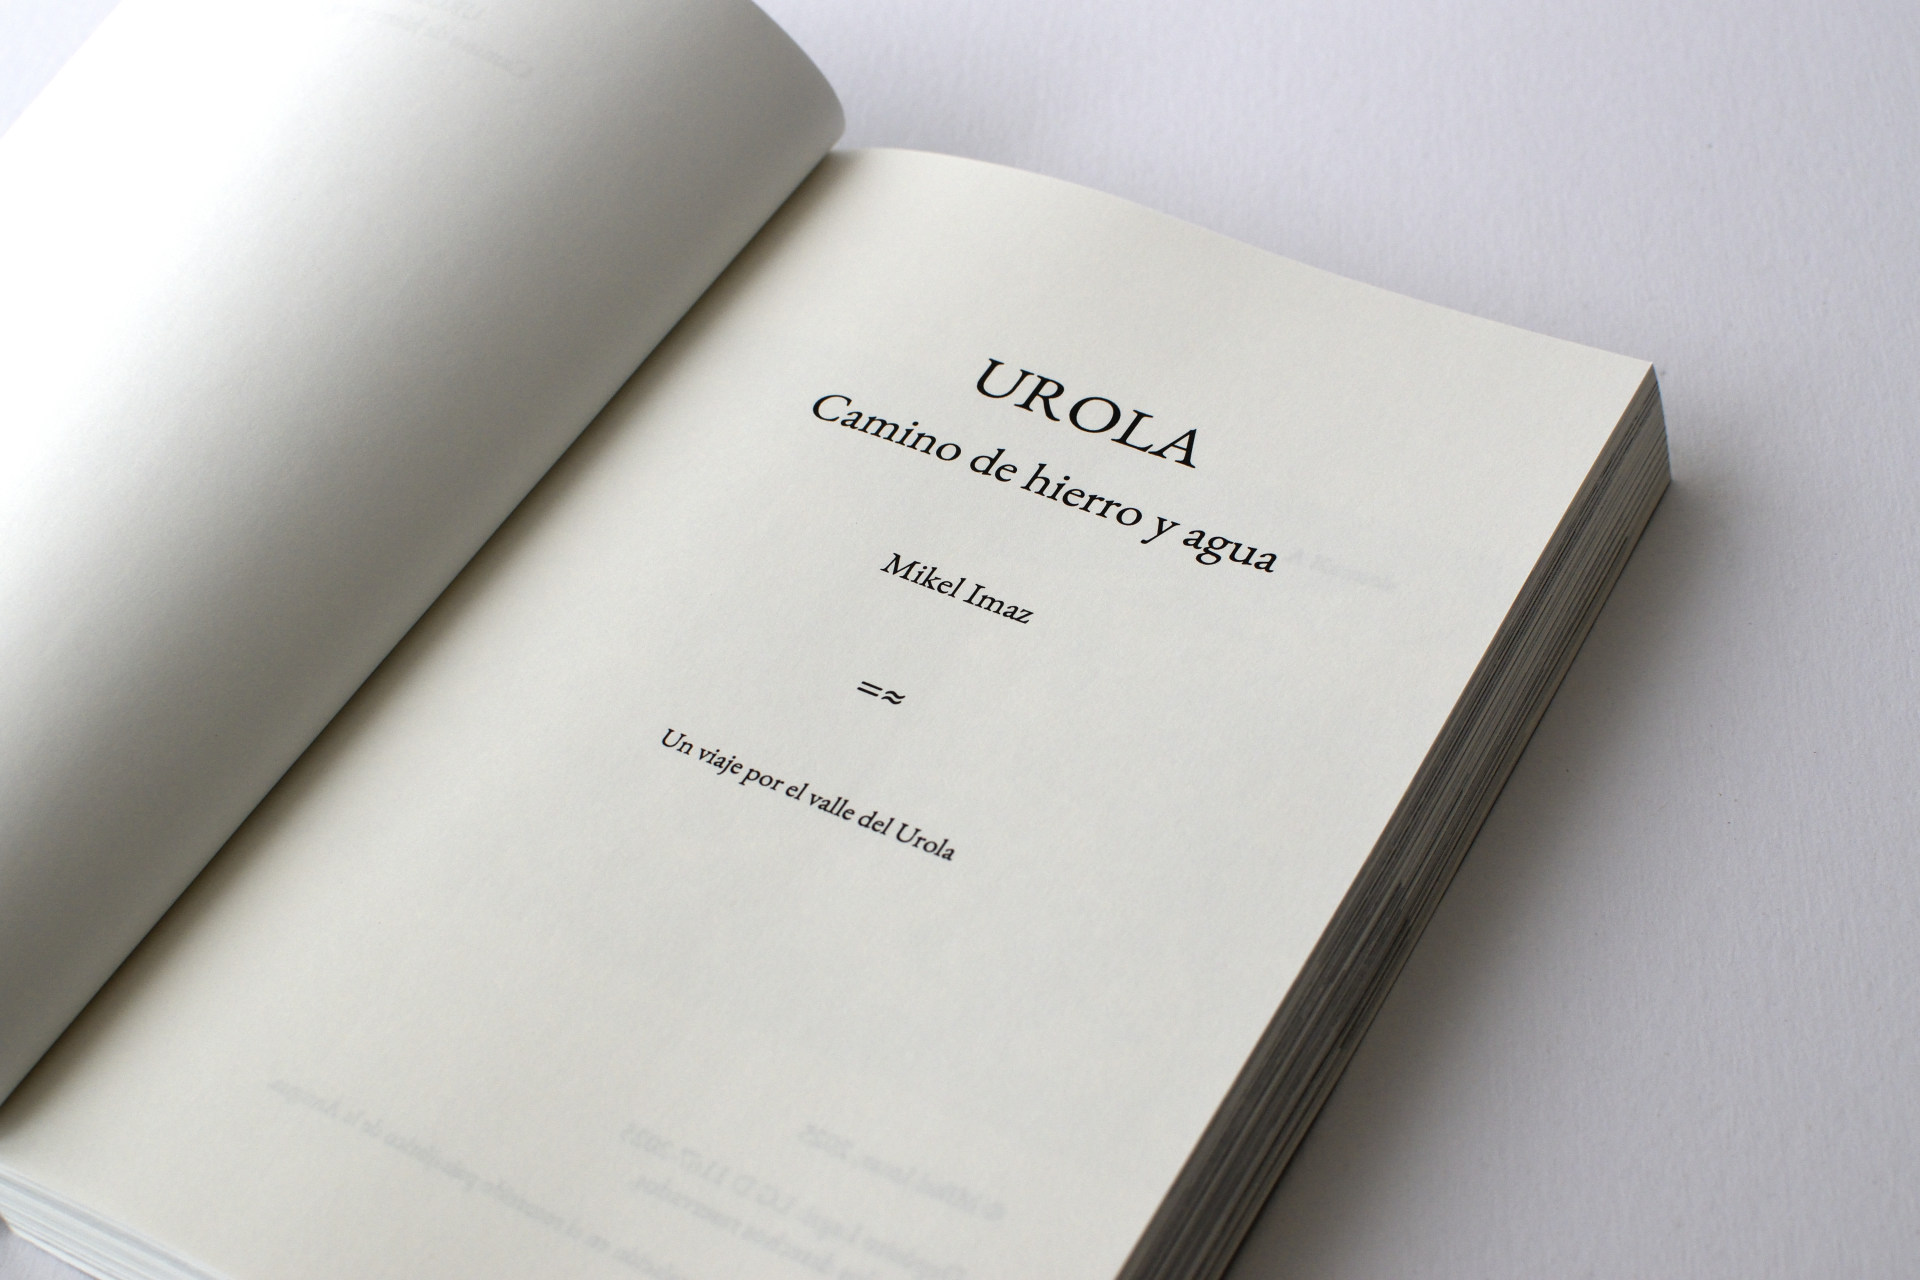 UROLA
Camino de hierro y agua
Mikel Imaz
=≈
Un viaje por el valle del Urola